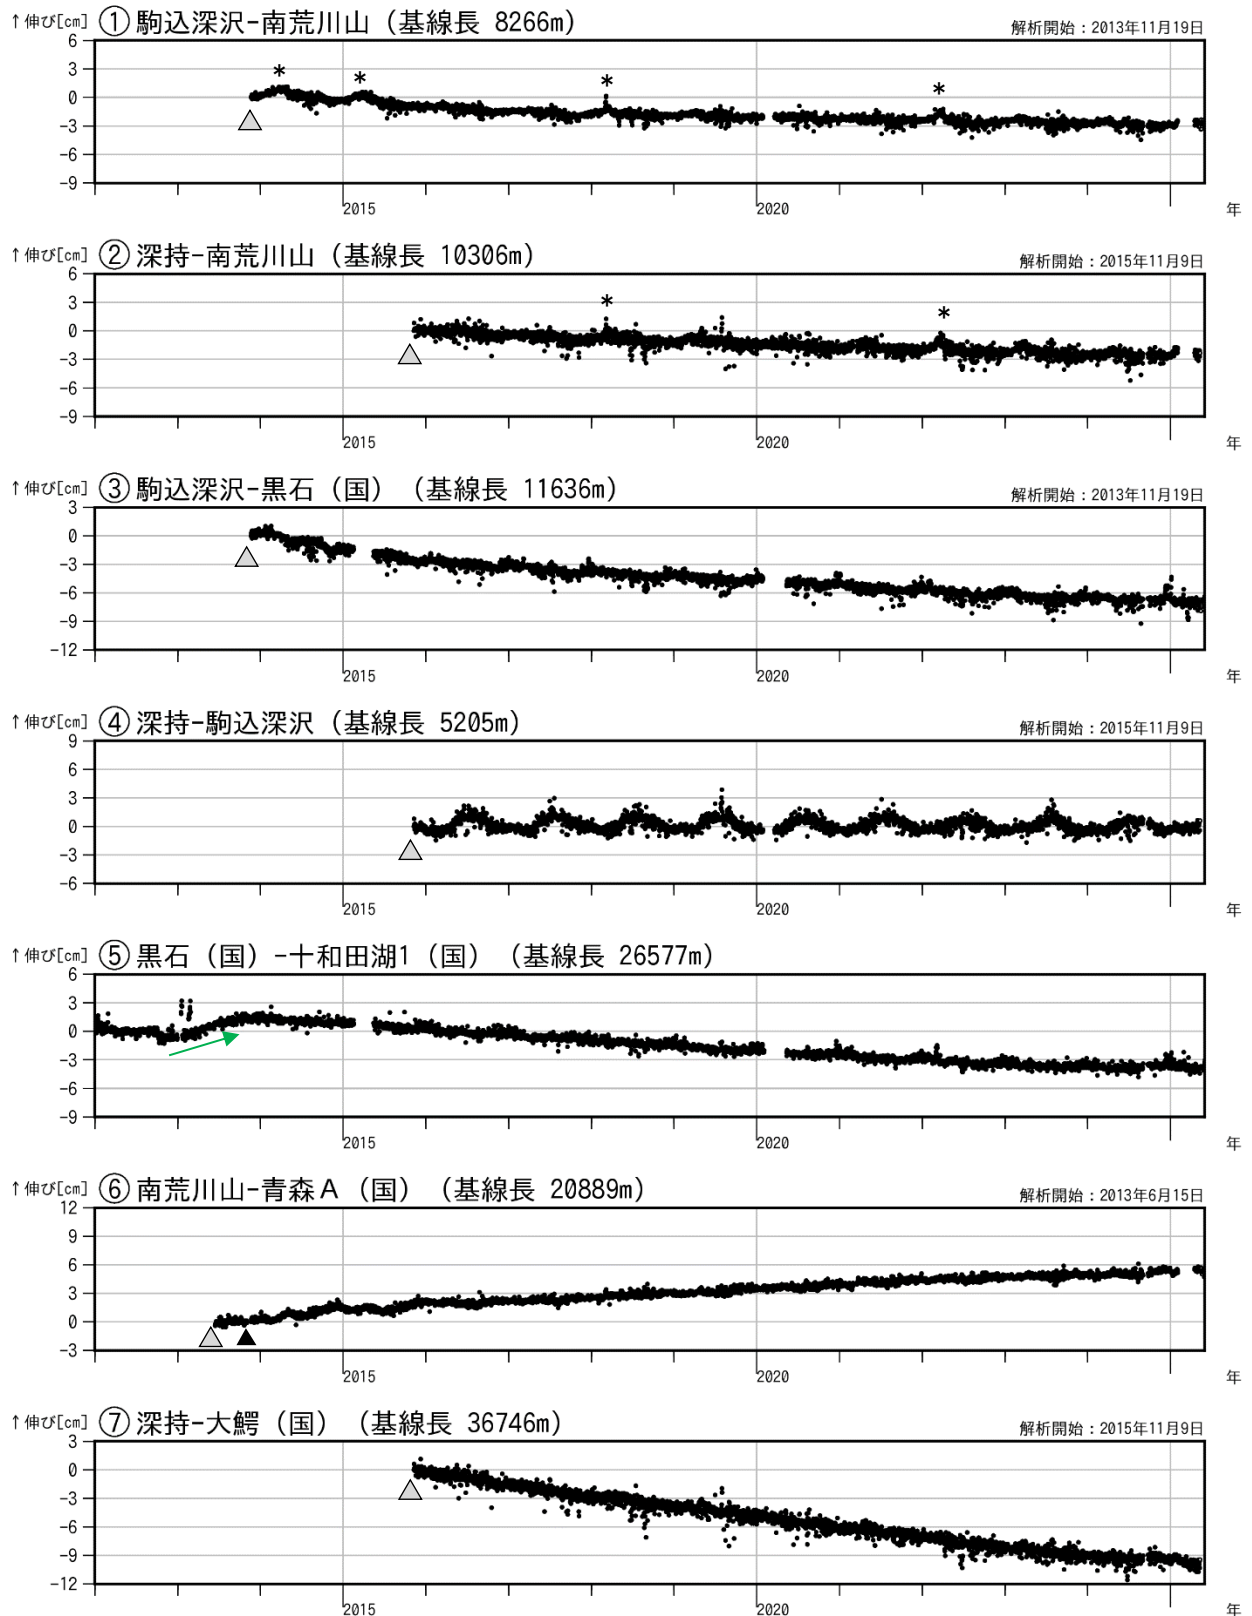 ↑伸び[cm] ①駒込深沢−南荒川山（基線長 8266m） 解析開始：2013年11月19日
6
3
* * * *
0
-3
-6
-9
2015 2020 年
↑伸び[cm] ②深持−南荒川山（基線長 10306m） 解析開始：2015年11月9日
6
3
* *
0
-3
-6
-9
2015 2020 年
↑伸び[cm] ③駒込深沢−黒石（国）（基線長 11636m） 解析開始：2013年11月19日
3
0
-3
-6
-9
-12
2015 2020 年
↑伸び[cm] ④深持−駒込深沢（基線長 5205m） 解析開始：2015年11月9日
9
6
3
0
-3
-6
2015 2020 年
↑伸び[cm] ⑤黒石（国）−十和田湖1（国）（基線長 26577m）
6
3
0
-3
-6
-9
2015 2020 年
↑伸び[cm] ⑥南荒川山−青森Ａ（国）（基線長 20889m） 解析開始：2013年6月15日
12
9
6
3
0
-3
2015 2020 年
↑伸び[cm] ⑦深持−大鰐（国）（基線長 36746m） 解析開始：2015年11月9日
3
0
-3
-6
-9
-12
2015 2020 年